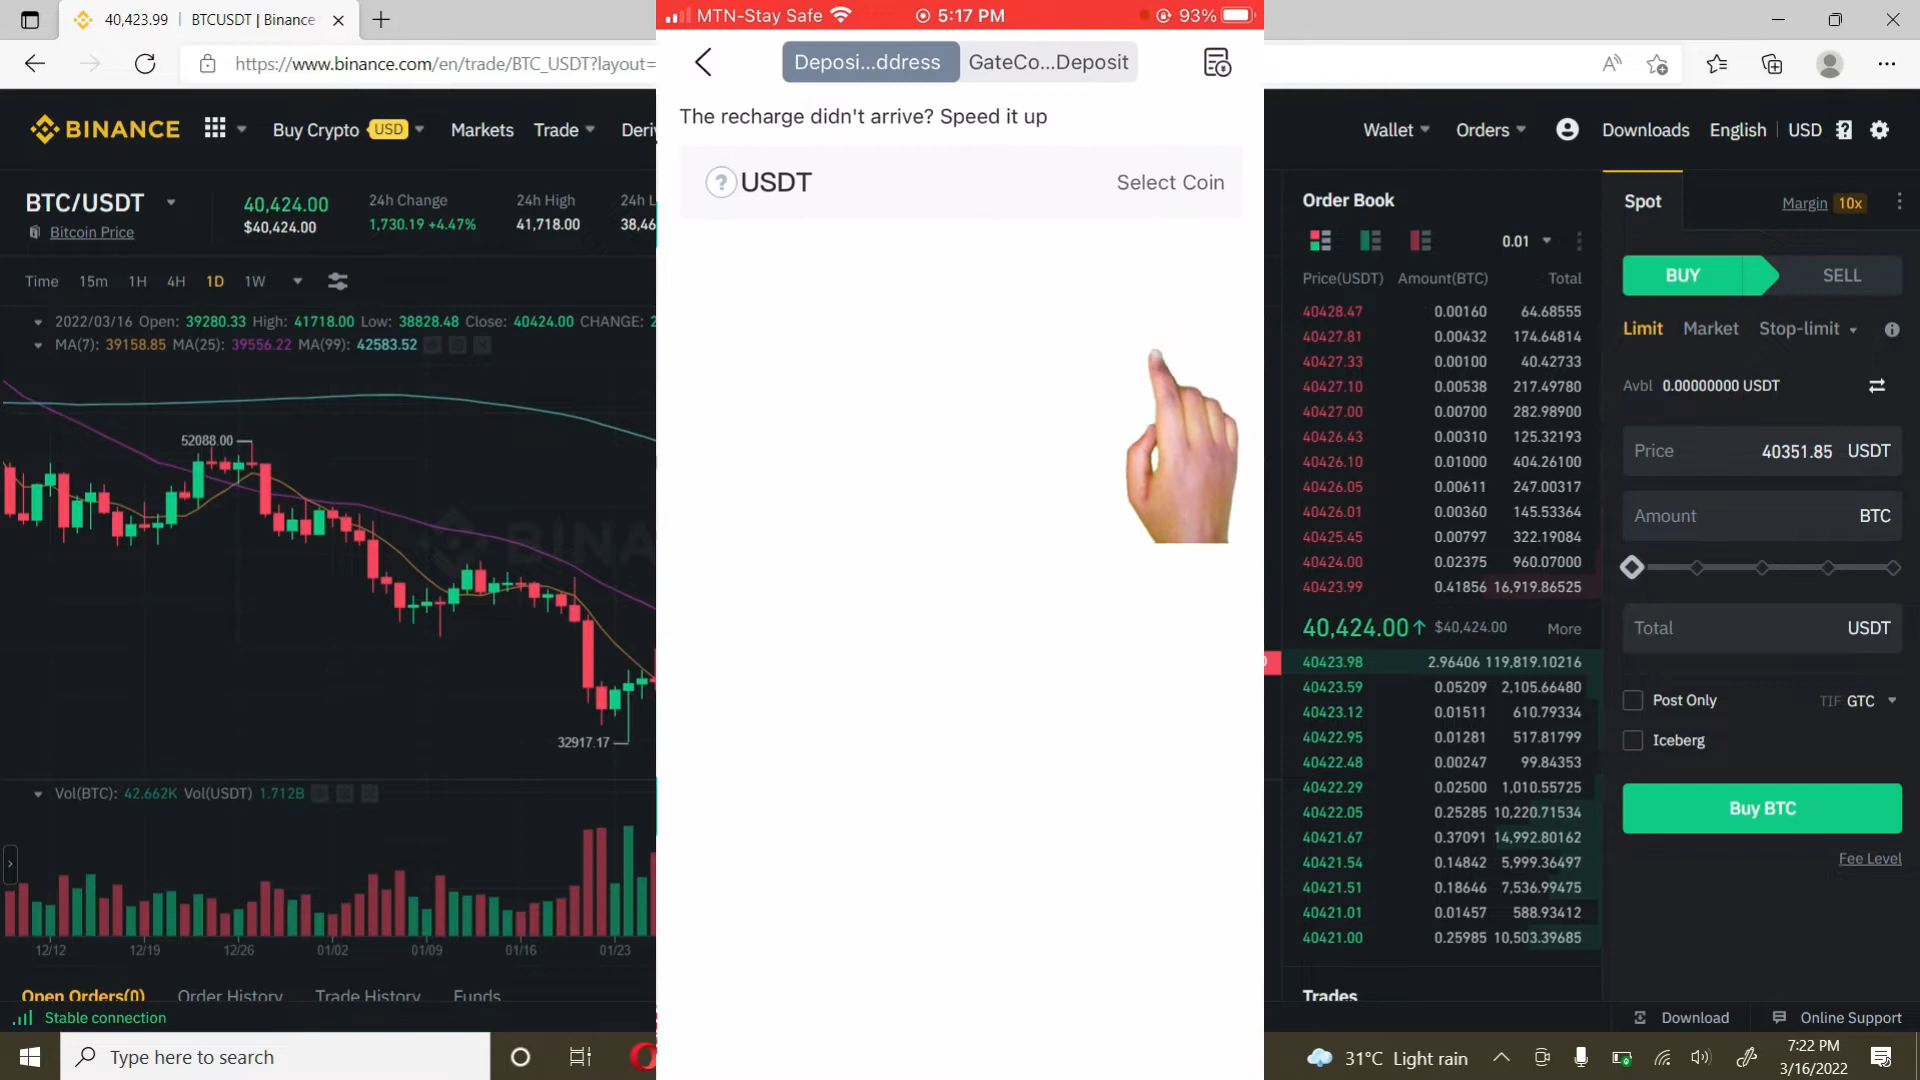 40,423.99 | BTCUSDT | Binance
https://www.binance.com/en/trade/BTC_USDT?layout=
BINANCE
Buy Crypto USD
Markets
Trade
Wallet
Orders
Downloads
English
USD
BTC/USDT
Bitcoin Price
40,424.00
$40,424.00
24h Change
1,730.19 +4.47%
24h High
41,718.00
Time 15m 1H 4H 1D 1W
2022/03/16 Open: 39280.33 High: 41718.00 Low: 38828.48 Close: 40424.00 CHANGE:
MA(7): 39158.85 MA(25): 39556.22 MA(99): 42583.52
52088.00
32917.17
Vol(BTC): 42.662K Vol(USDT) 1.712B
12/12 12/19 12/26 01/02 01/09 01/16 01/23
Open Orders(0) Order History Trade History Funds
Stable connection
MTN-Stay Safe 5:17 PM 93%
Deposi...ddress GateCo...Deposit
The recharge didn't arrive? Speed it up
USDT Select Coin
Order Book
0.01
Price(USDT) Amount(BTC) Total
40428.47 0.00160 64.68555
40427.81 0.00432 174.64814
40427.33 0.00100 40.42733
40427.10 0.00538 217.49780
40427.00 0.00700 282.98900
40426.43 0.00310 125.32193
40426.10 0.01000 404.26100
40426.05 0.00611 247.00317
40426.01 0.00360 145.53364
40425.45 0.00797 322.19084
40424.00 0.02375 960.07000
40423.99 0.41856 16,919.86525
40,424.00↑ $40,424.00 More
40423.98 2.96406 119,819.10216
40423.59 0.05209 2,105.66480
40423.12 0.01511 610.79334
40422.95 0.01281 517.81799
40422.48 0.00247 99.84353
40422.29 0.02500 1,010.55725
40422.05 0.25285 10,220.71534
40421.67 0.37091 14,992.80162
40421.54 0.14842 5,999.36497
40421.51 0.18646 7,536.99475
40421.01 0.01457 588.93412
40421.00 0.25985 10,503.39685
Trades
Spot
Margin 10x
BUY SELL
Limit Market Stop-limit
Avbl 0.00000000 USDT
Price 40351.85 USDT
Amount BTC
Total USDT
Post Only TIF GTC
Iceberg
Buy BTC
Fee Level
Download Online Support
Type here to search
31°C Light rain
7:22 PM
3/16/2022